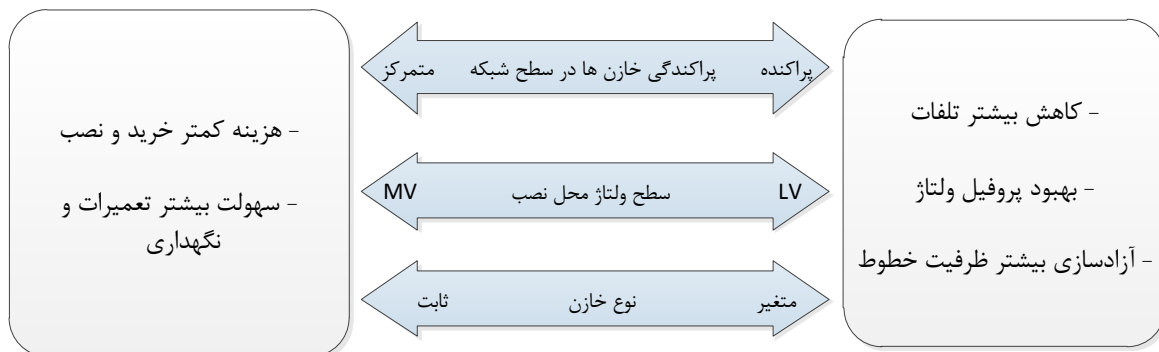 پراکنده پراکندگی خازن ها در سطح شبکه متمرکز
LV سطح ولتاژ محل نصب MV
متغیر نوع خازن ثابت
- کاهش بیشتر تلفات
- بهبود پروفیل ولتاژ
- آزادسازی بیشتر ظرفیت خطوط
- هزینه کمتر خرید و نصب
- سهولت بیشتر تعمیرات و
نگهداری